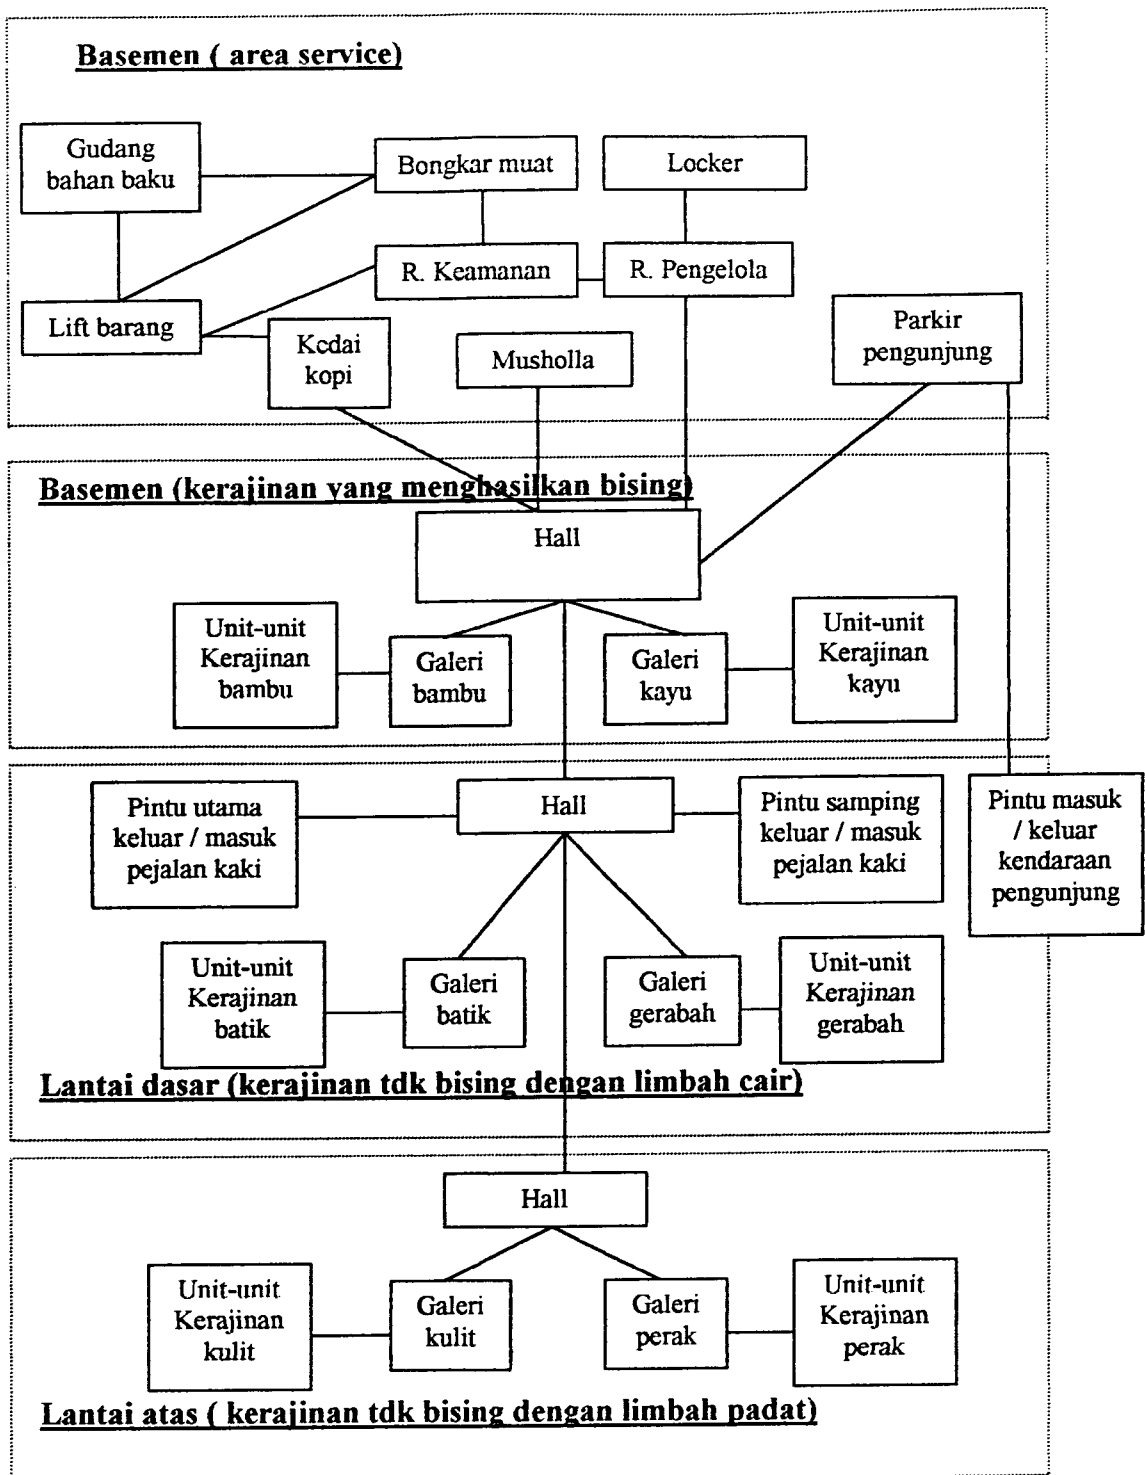 Basemen ( area service)
Gudang
bahan baku
Bongkar muat
Locker
R. Keamanan
R. Pengelola
Lift barang
Kedai
kopi
Musholla
Parkir
pengunjung
Basemen (kerajinan yang menghasilkan bising)
Hall
Unit-unit
Kerajinan
bambu
Galeri
bambu
Galeri
kayu
Unit-unit
Kerajinan
kayu
Pintu utama
keluar / masuk
pejalan kaki
Hall
Pintu samping
keluar / masuk
pejalan kaki
Pintu masuk
/ keluar
kendaraan
pengunjung
Unit-unit
Kerajinan
batik
Galeri
batik
Galeri
gerabah
Unit-unit
Kerajinan
gerabah
Lantai dasar (kerajinan tdk bising dengan limbah cair)
Hall
Unit-unit
Kerajinan
kulit
Galeri
kulit
Galeri
perak
Unit-unit
Kerajinan
perak
Lantai atas ( kerajinan tdk bising dengan limbah padat)